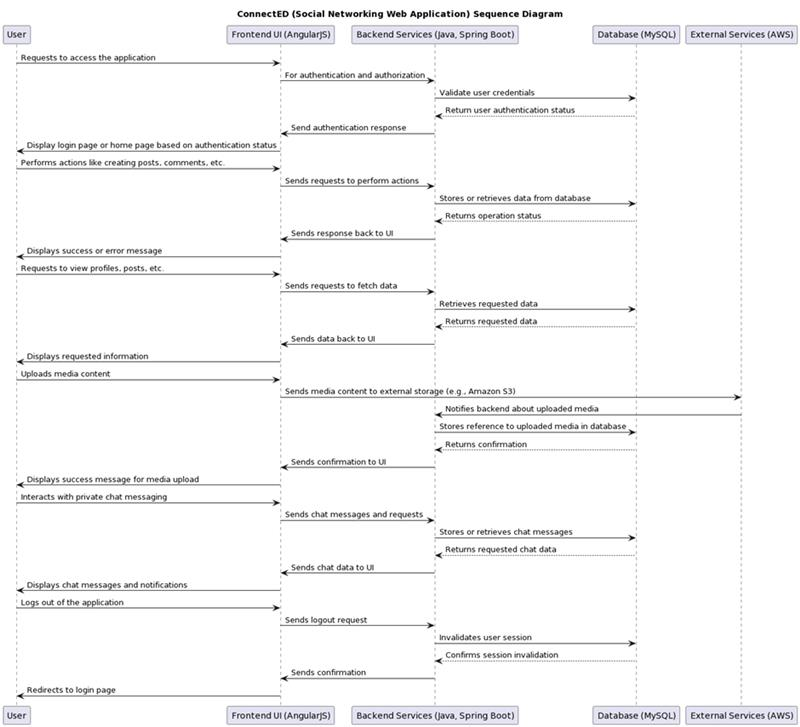 ConnectED (Social Networking Web Application) Sequence Diagram
User
Frontend UI (AngularJS)
Backend Services (Java, Spring Boot)
Database (MySQL)
External Services (AWS)
Requests to access the application
For authentication and authorization
Validate user credentials
Return user authentication status
Send authentication response
Display login page or home page based on authentication status
Performs actions like creating posts, comments, etc.
Sends requests to perform actions
Stores or retrieves data from database
Returns operation status
Sends response back to UI
Displays success or error message
Requests to view profiles, posts, etc.
Sends requests to fetch data
Retrieves requested data
Returns requested data
Sends data back to UI
Displays requested information
Uploads media content
Sends media content to external storage (e.g., Amazon S3)
Notifies backend about uploaded media
Stores reference to uploaded media in database
Returns confirmation
Sends confirmation to UI
Displays success message for media upload
Interacts with private chat messaging
Sends chat messages and requests
Stores or retrieves chat messages
Returns requested chat data
Sends chat data to UI
Displays chat messages and notifications
Logs out of the application
Sends logout request
Invalidates user session
Confirms session invalidation
Sends confirmation
Redirects to login page
User
Frontend UI (AngularJS)
Backend Services (Java, Spring Boot)
Database (MySQL)
External Services (AWS)